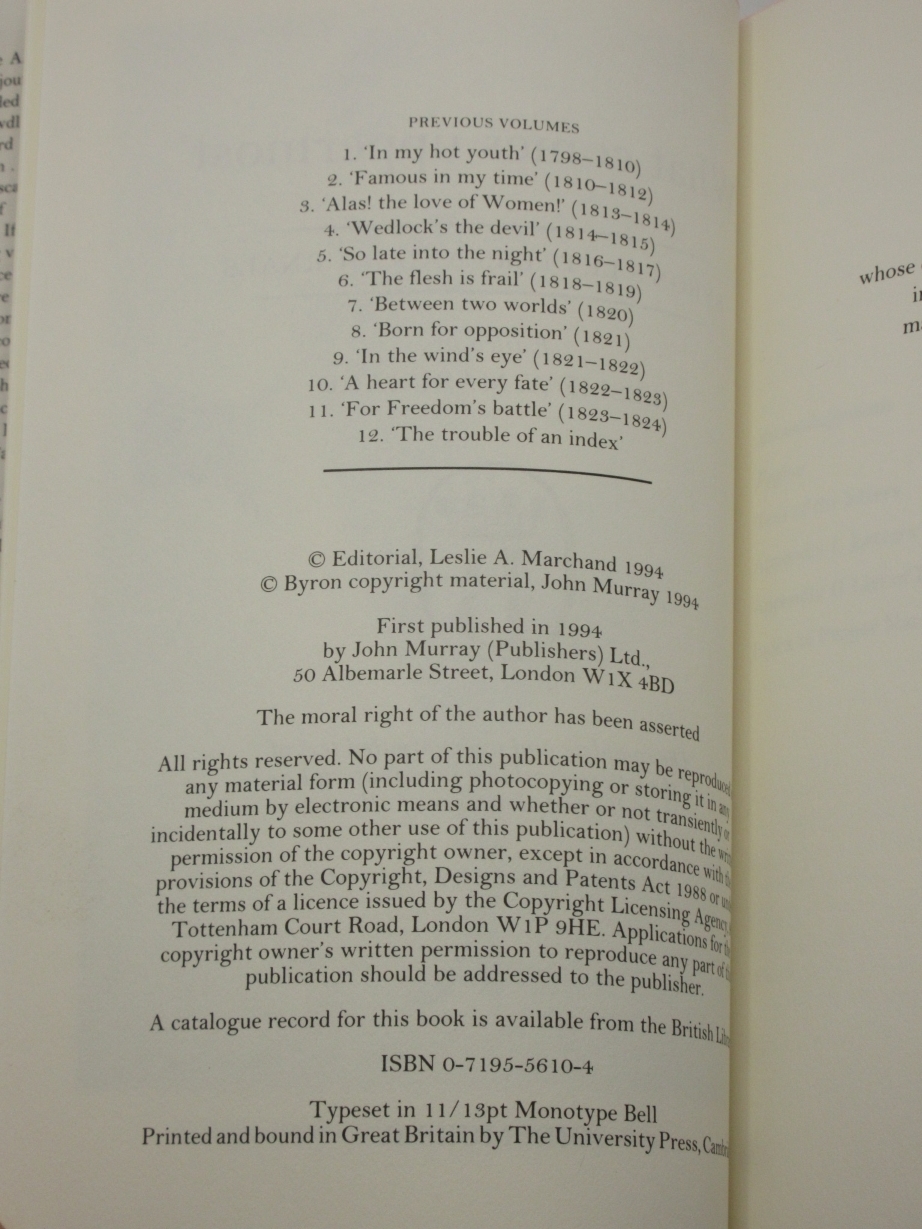 PREVIOUS VOLUMES
1. ‘In my hot youth’ (1798–1810)
2. ‘Famous in my time’ (1810–1812)
3. ‘Alas! the love of Women!’ (1813–1814)
4. ‘Wedlock’s the devil’ (1814–1815)
5. ‘So late into the night’ (1816–1817)
6. ‘The flesh is frail’ (1818–1819)
7. ‘Between two worlds’ (1820)
8. ‘Born for opposition’ (1821)
9. ‘In the wind’s eye’ (1821–1822)
10. ‘A heart for every fate’ (1822–1823)
11. ‘For Freedom’s battle’ (1823–1824)
12. ‘The trouble of an index’
© Editorial, Leslie A. Marchand 1994
© Byron copyright material, John Murray 1994
First published in 1994
by John Murray (Publishers) Ltd.,
50 Albemarle Street, London W1X 4BD
The moral right of the author has been asserted
All rights reserved. No part of this publication may be reproduced
any material form (including photocopying or storing it in any
medium by electronic means and whether or not transiently or
incidentally to some other use of this publication) without the
permission of the copyright owner, except in accordance with
provisions of the Copyright, Designs and Patents Act 1988 or
the terms of a licence issued by the Copyright Licensing Agency,
Tottenham Court Road, London W1P 9HE. Applications for
copyright owner’s written permission to reproduce any part of
publication should be addressed to the publisher.
A catalogue record for this book is available from the British
ISBN 0-7195-5610-4
Typeset in 11/13pt Monotype Bell
Printed and bound in Great Britain by The University Press,
whose